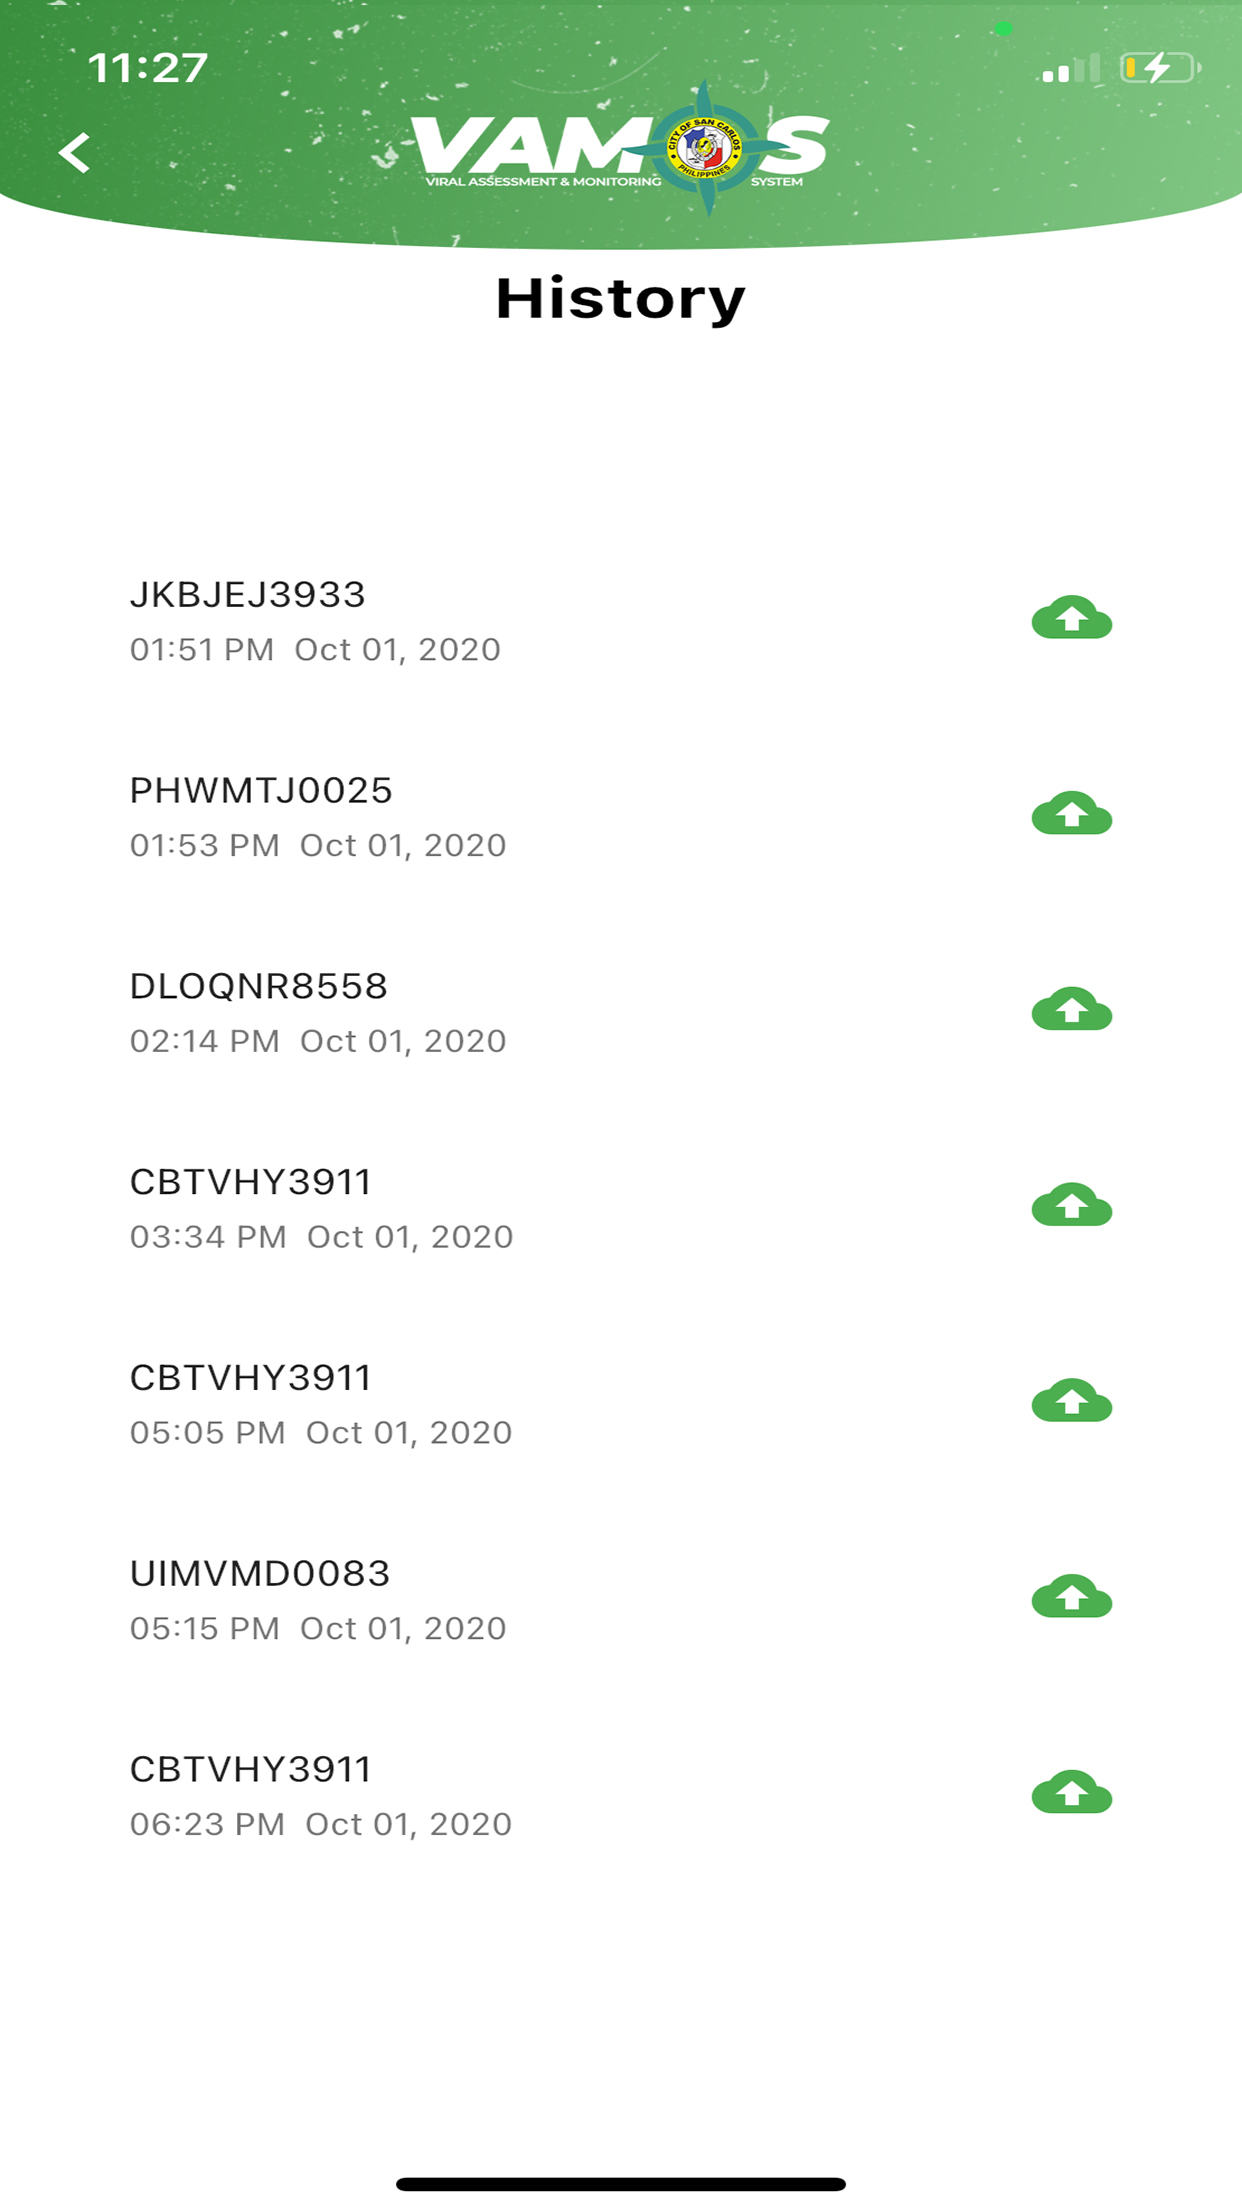 11:27
VAMOS
CITY OF SAN CARLOS
PHILIPPINES
VIRAL ASSESSMENT & MONITORING SYSTEM
History
JKBJEJ3933
01:51 PM Oct 01, 2020
PHWMTJ0025
01:53 PM Oct 01, 2020
DLOQNR8558
02:14 PM Oct 01, 2020
CBTVHY3911
03:34 PM Oct 01, 2020
CBTVHY3911
05:05 PM Oct 01, 2020
UIMVMD0083
05:15 PM Oct 01, 2020
CBTVHY3911
06:23 PM Oct 01, 2020